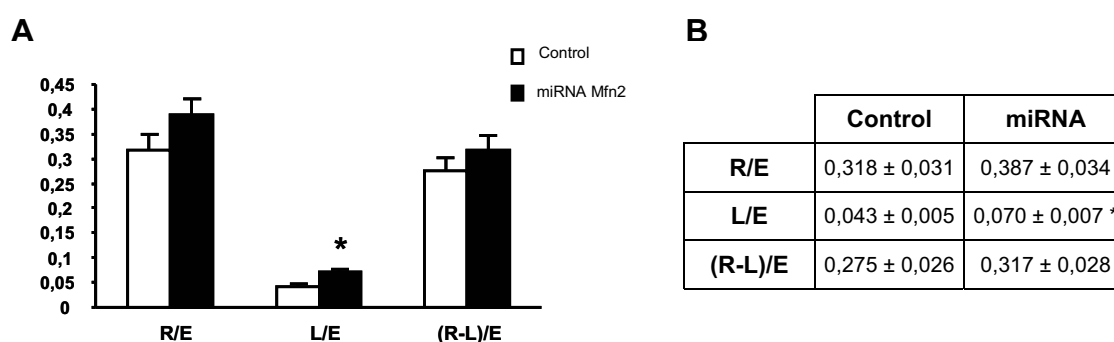 A
Control
miRNA Mfn2
0,45
0,4
0,35
0,3
0,25
0,2
0,15
0,1
0,05
0
*
R/E L/E (R-L)/E
B
Control miRNA
R/E 0,318 ± 0,031 0,387 ± 0,034
L/E 0,043 ± 0,005 0,070 ± 0,007 *
(R-L)/E 0,275 ± 0,026 0,317 ± 0,028